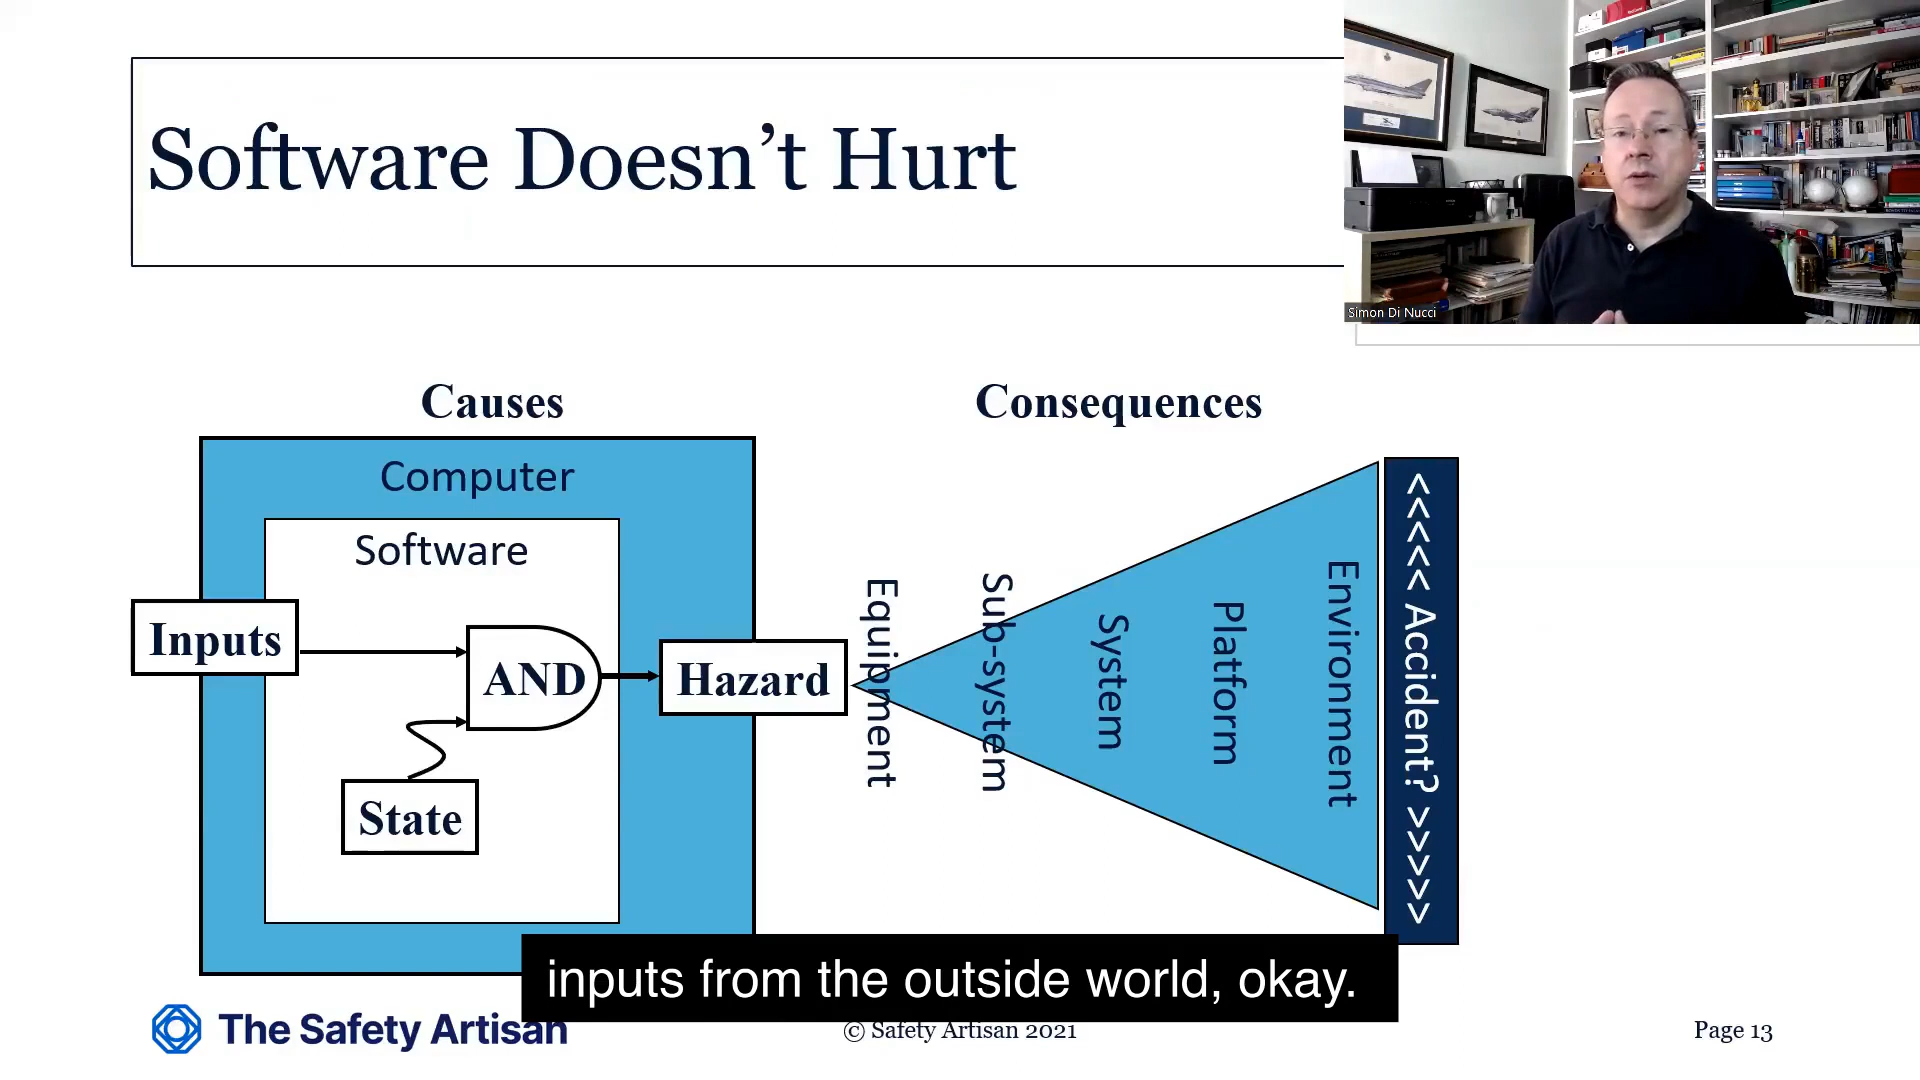 Software Doesn’t Hurt
Simon Di Nucci
Causes
Consequences
Computer
Software
Inputs
AND
Hazard
State
Equipment
Sub-system
System
Platform
Environment
<<<<< Accident? >>>>>
inputs from the outside world, okay.
The Safety Artisan
© Safety Artisan 2021
Page 13